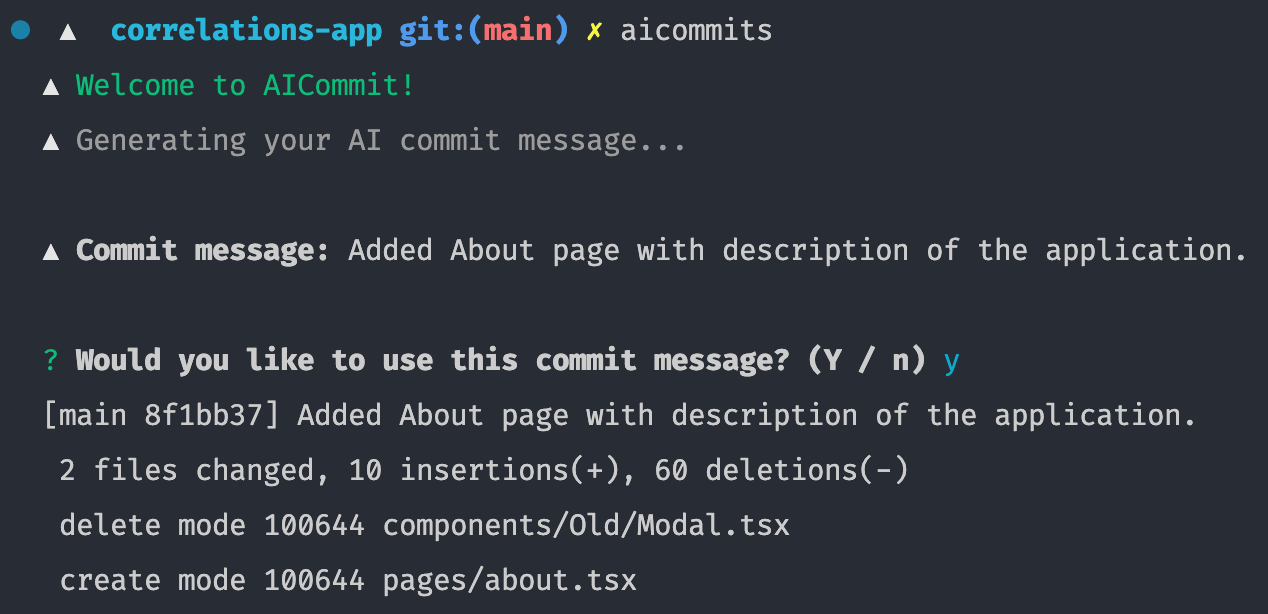 ▲ correlations-app git:(main) ✗ aicommits
▲ Welcome to AICommit!
▲ Generating your AI commit message...
▲ Commit message: Added About page with description of the application.
? Would you like to use this commit message? (Y / n) y
[main 8f1bb37] Added About page with description of the application.
2 files changed, 10 insertions(+), 60 deletions(-)
delete mode 100644 components/Old/Modal.tsx
create mode 100644 pages/about.tsx